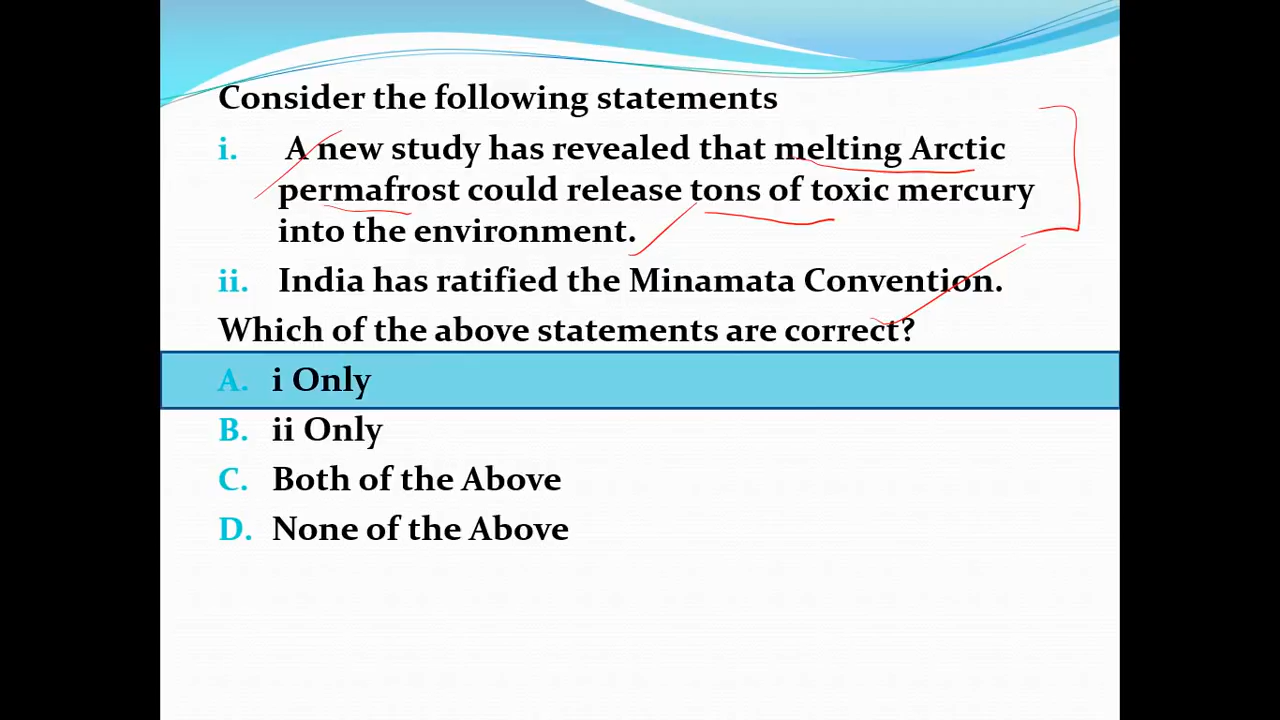 Consider the following statements
i. A new study has revealed that melting Arctic
permafrost could release tons of toxic mercury
into the environment.
ii. India has ratified the Minamata Convention.
Which of the above statements are correct?
A. i Only
B. ii Only
C. Both of the Above
D. None of the Above